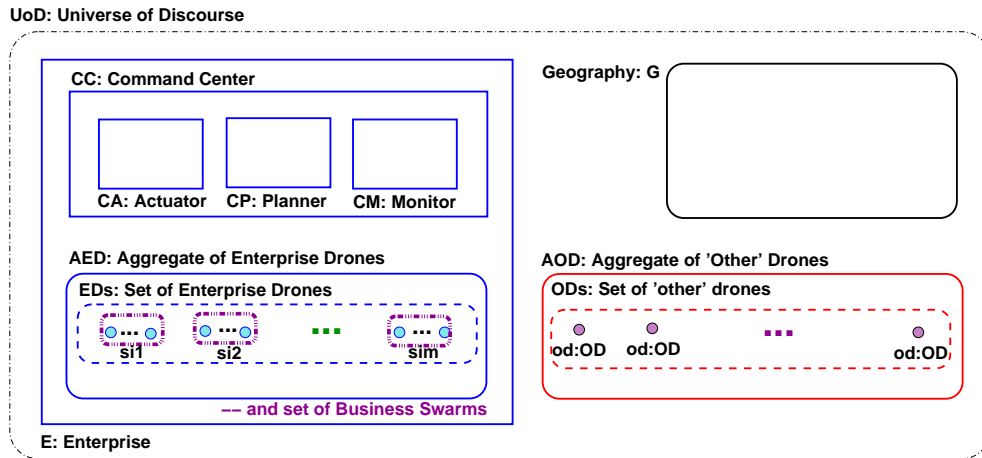 UoD: Universe of Discourse
CC: Command Center
Geography: G
CA: Actuator CP: Planner CM: Monitor
AED: Aggregate of Enterprise Drones
AOD: Aggregate of 'Other' Drones
EDs: Set of Enterprise Drones
ODs: Set of 'other' drones
... ... ... ... ...
si1 si2 sim
od:OD od:OD od:OD
–– and set of Business Swarms
E: Enterprise